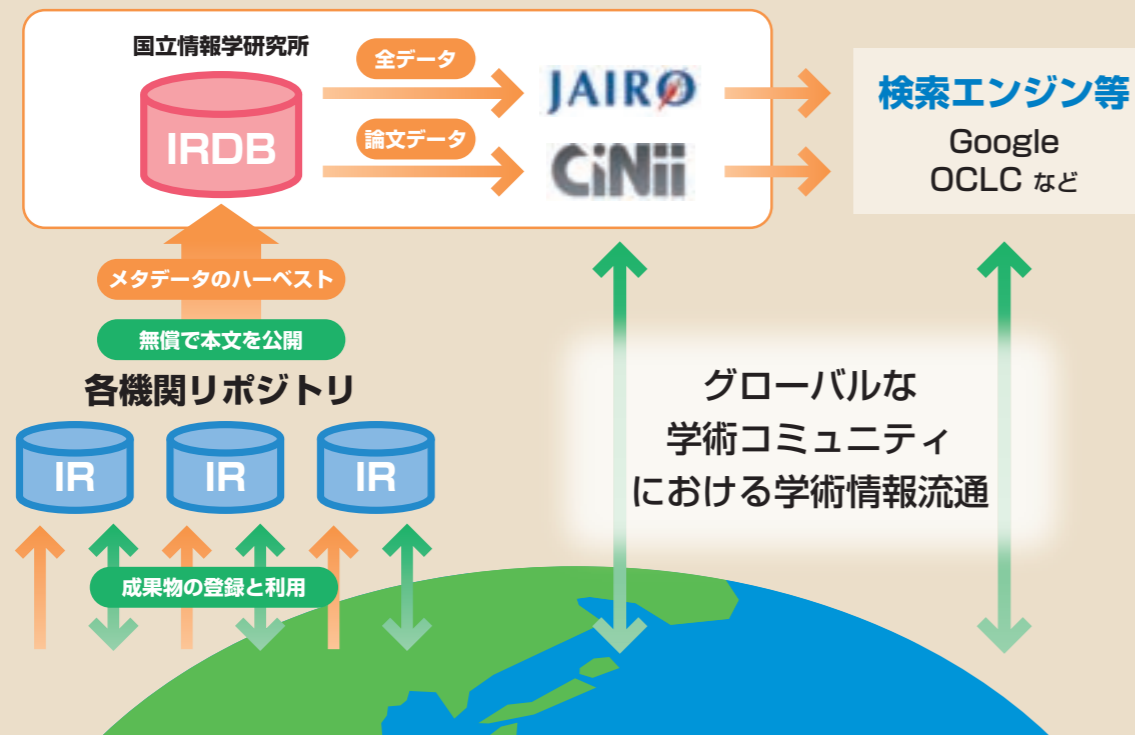 国立情報学研究所
IRDB
全データ
論文データ
JAIRO
CiNii
検索エンジン等
Google
OCLC など
メタデータのハーベスト
無償で本文を公開
各機関リポジトリ
IR
IR
IR
成果物の登録と利用
グローバルな
学術コミュニティ
における学術情報流通